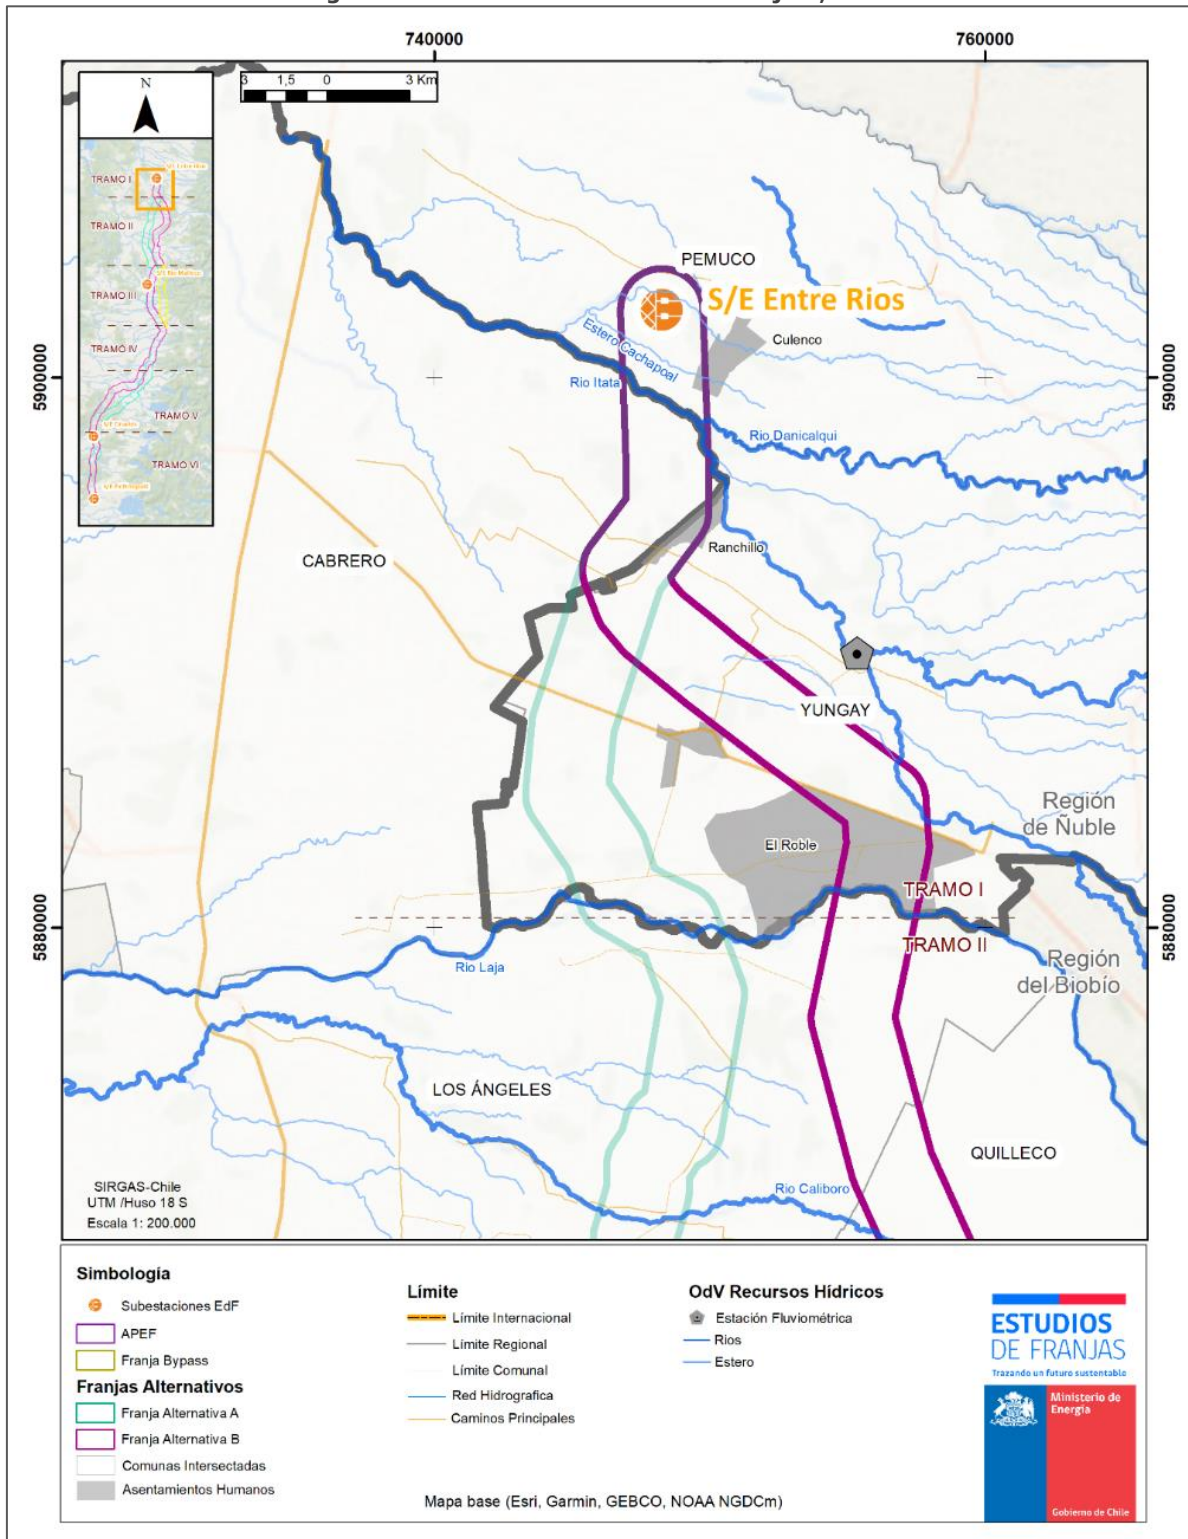 740000
760000
3 1,5 0 3 Km
N
TRAMO I
TRAMO II
TRAMO III
TRAMO IV
TRAMO V
TRAMO VI
PEMUCO
S/E Entre Rios
Culenco
Estero Cachapoal
Rio Itata
5900000
5900000
Rio Danicalqui
Ranchillo
CABRERO
YUNGAY
Región
de Ñuble
El Roble
TRAMO I
TRAMO II
5880000
5880000
Región
del Biobío
Rio Laja
LOS ÁNGELES
QUILLECO
Rio Caliboro
SIRGAS-Chile
UTM /Huso 18 S
Escala 1: 200.000
Simbología
Subestaciones EdF
APEF
Franja Bypass
Franjas Alternativos
Franja Alternativa A
Franja Alternativa B
Comunas Intersectadas
Asentamientos Humanos
Límite
Límite Internacional
Límite Regional
Límite Comunal
Red Hidrografica
Caminos Principales
OdV Recursos Hídricos
Estación Fluviométrica
Rios
Estero
Mapa base (Esri, Garmin, GEBCO, NOAA NGDCm)
ESTUDIOS
DE FRANJAS
Trazando un futuro sustentable
Ministerio de
Energía
Gobierno de Chile